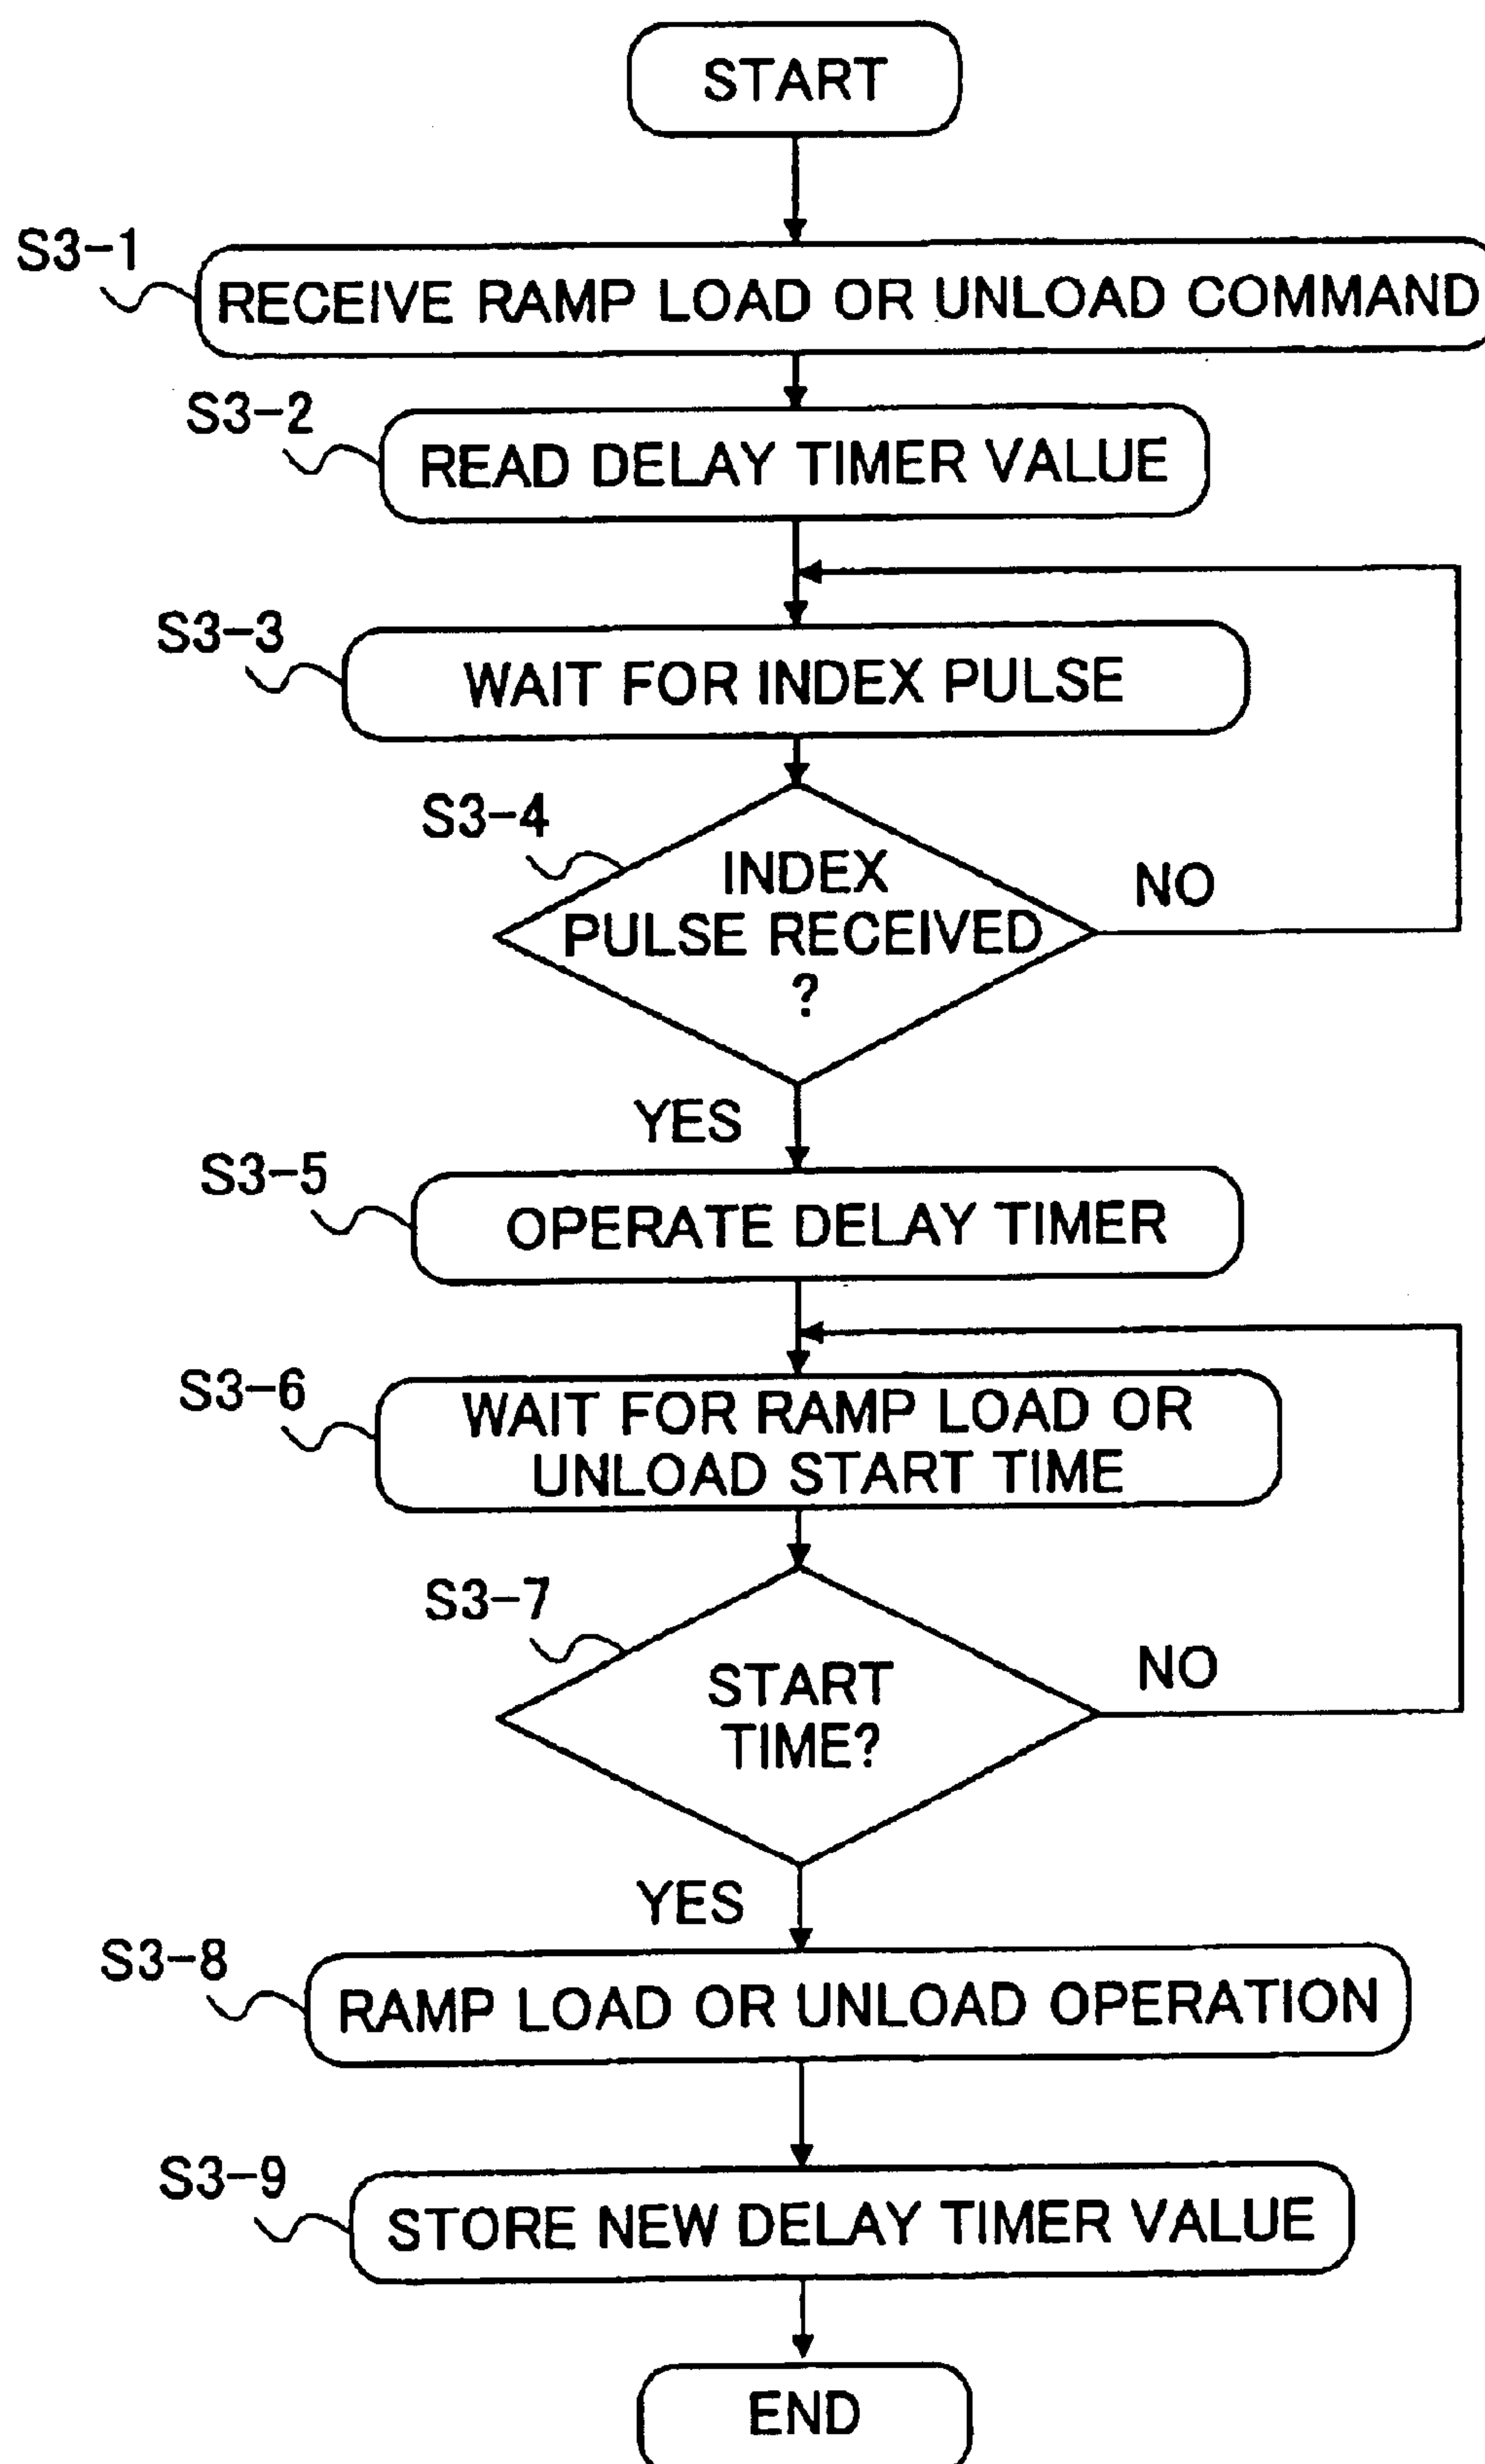 START
S3-1
RECEIVE RAMP LOAD OR UNLOAD COMMAND
S3-2
READ DELAY TIMER VALUE
S3-3
WAIT FOR INDEX PULSE
S3-4
INDEX
PULSE RECEIVED
?
NO
YES
S3-5
OPERATE DELAY TIMER
S3-6
WAIT FOR RAMP LOAD OR
UNLOAD START TIME
S3-7
START
TIME?
NO
YES
S3-8
RAMP LOAD OR UNLOAD OPERATION
S3-9
STORE NEW DELAY TIMER VALUE
END